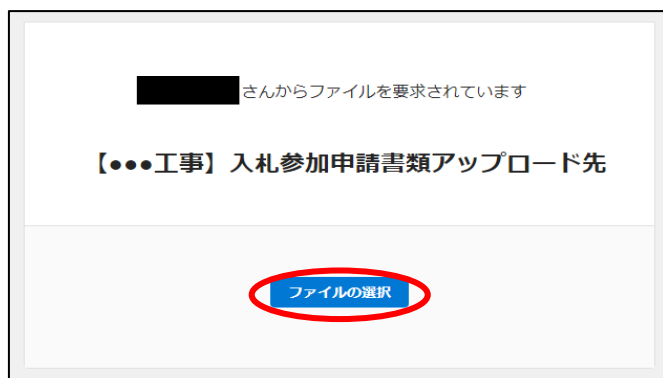 さんからファイルを要求されています
【●●●工事】入札参加申請書類アップロード先
ファイルの選択